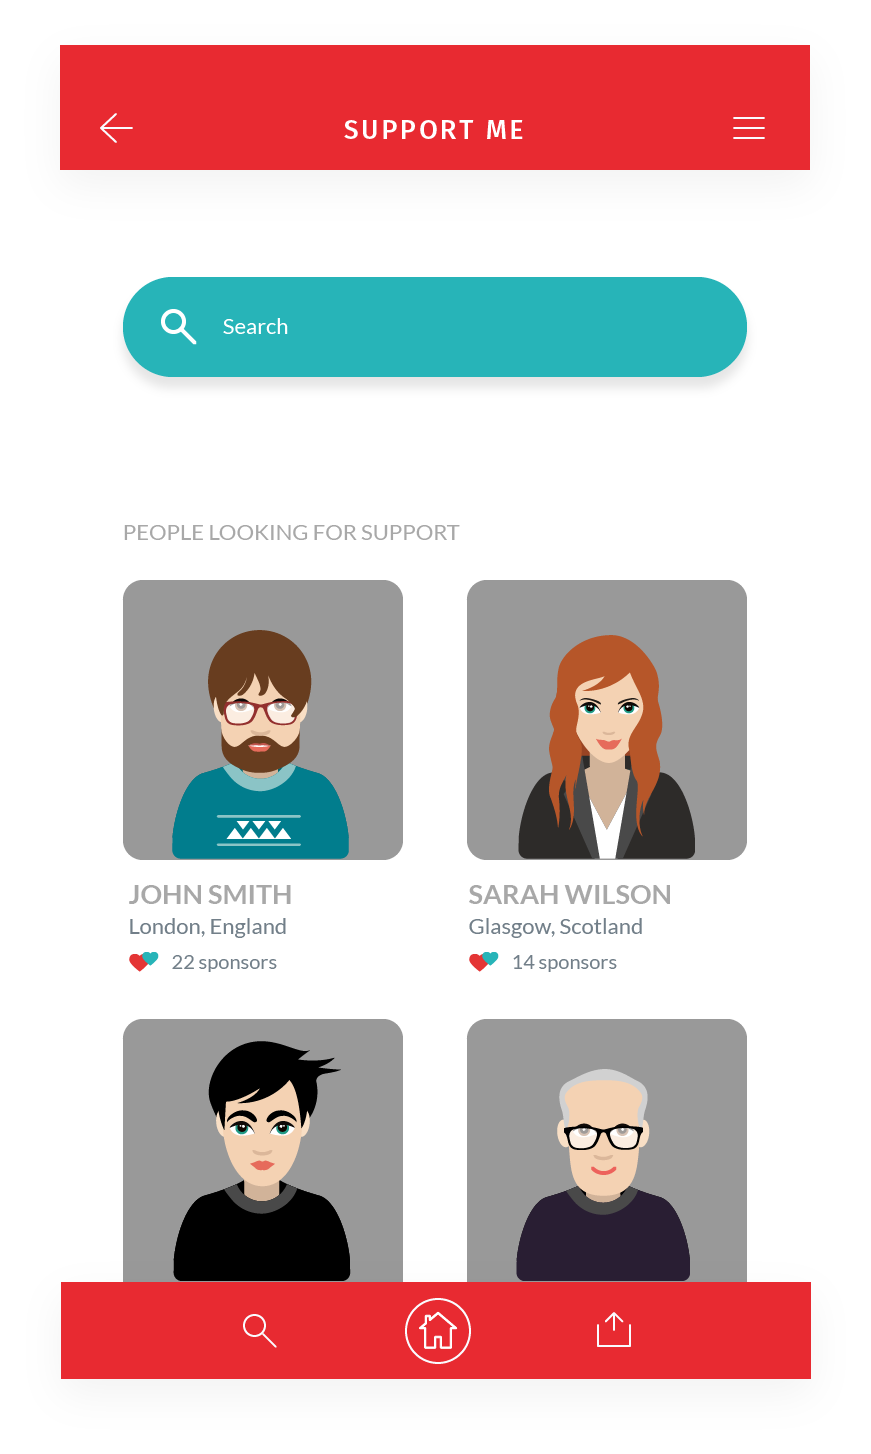 SUPPORT ME
Search
PEOPLE LOOKING FOR SUPPORT
JOHN SMITH
London, England
22 sponsors
SARAH WILSON
Glasgow, Scotland
14 sponsors